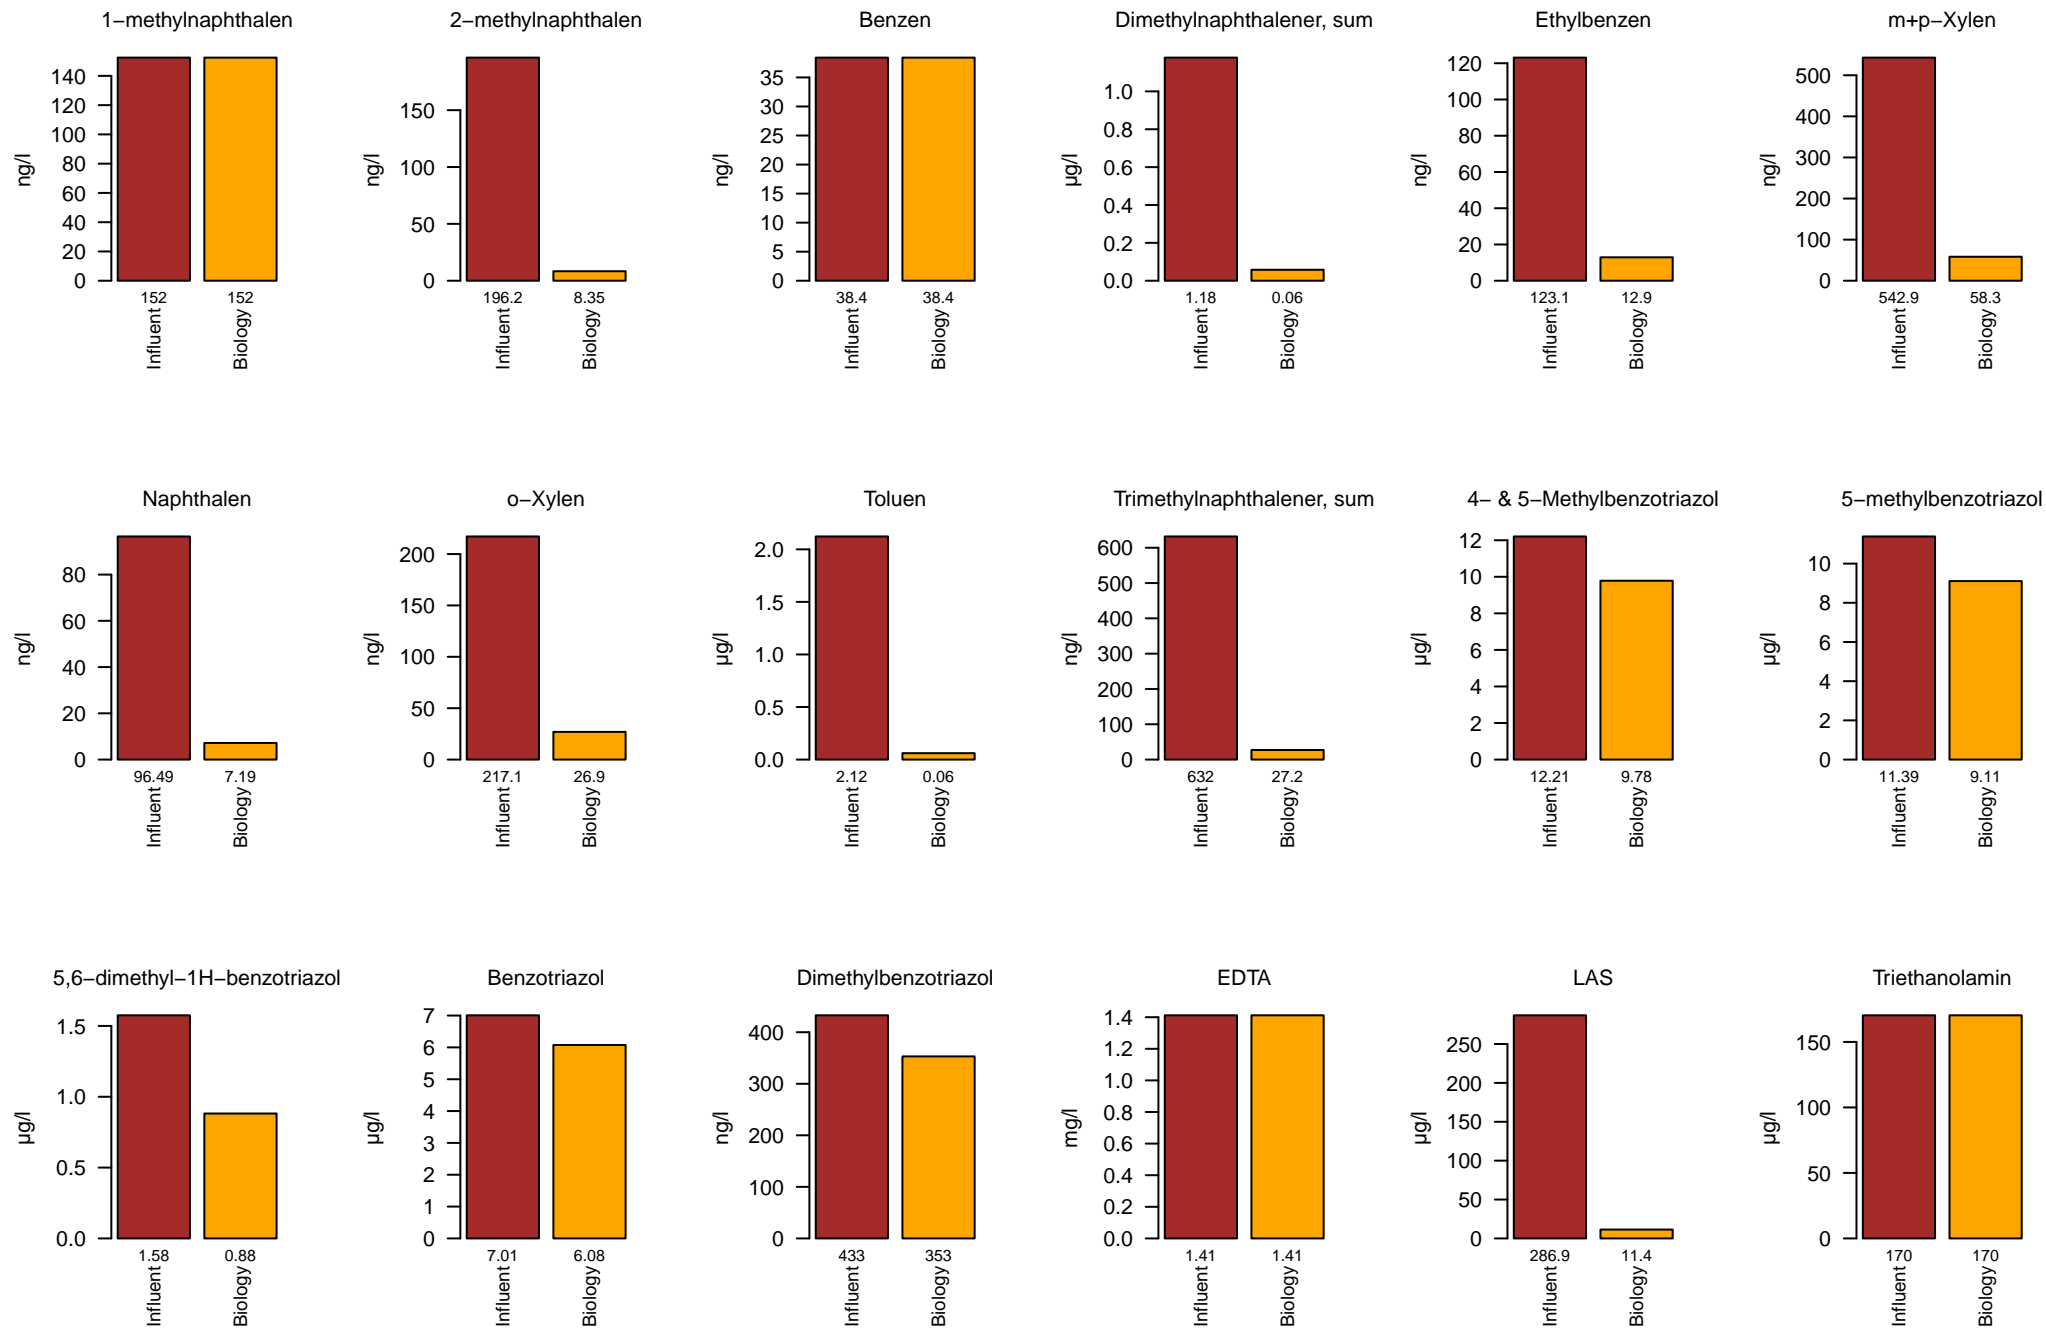 1−methylnaphthalen
ng/l
140
120
100
80
60
40
20
0
152
152
Influent
Biology
2−methylnaphthalen
ng/l
150
100
50
0
196.2
8.35
Influent
Biology
Benzen
ng/l
35
30
25
20
15
10
5
0
38.4
38.4
Influent
Biology
Dimethylnaphthalener, sum
µg/l
1.0
0.8
0.6
0.4
0.2
0.0
1.18
0.06
Influent
Biology
Ethylbenzen
ng/l
120
100
80
60
40
20
0
123.1
12.9
Influent
Biology
m+p−Xylen
ng/l
500
400
300
200
100
0
542.9
58.3
Influent
Biology
Naphthalen
ng/l
80
60
40
20
0
96.49
7.19
Influent
Biology
o−Xylen
ng/l
200
150
100
50
0
217.1
26.9
Influent
Biology
Toluen
µg/l
2.0
1.5
1.0
0.5
0.0
2.12
0.06
Influent
Biology
Trimethylnaphthalener, sum
ng/l
600
500
400
300
200
100
0
632
27.2
Influent
Biology
4− & 5−Methylbenzotriazol
µg/l
12
10
8
6
4
2
0
12.21
9.78
Influent
Biology
5−methylbenzotriazol
µg/l
10
8
6
4
2
0
11.39
9.11
Influent
Biology
5,6−dimethyl−1H−benzotriazol
µg/l
1.5
1.0
0.5
0.0
1.58
0.88
Influent
Biology
Benzotriazol
µg/l
7
6
5
4
3
2
1
0
7.01
6.08
Influent
Biology
Dimethylbenzotriazol
ng/l
400
300
200
100
0
433
353
Influent
Biology
EDTA
mg/l
1.4
1.2
1.0
0.8
0.6
0.4
0.2
0.0
1.41
1.41
Influent
Biology
LAS
µg/l
250
200
150
100
50
0
286.9
11.4
Influent
Biology
Triethanolamin
µg/l
150
100
50
0
170
170
Influent
Biology